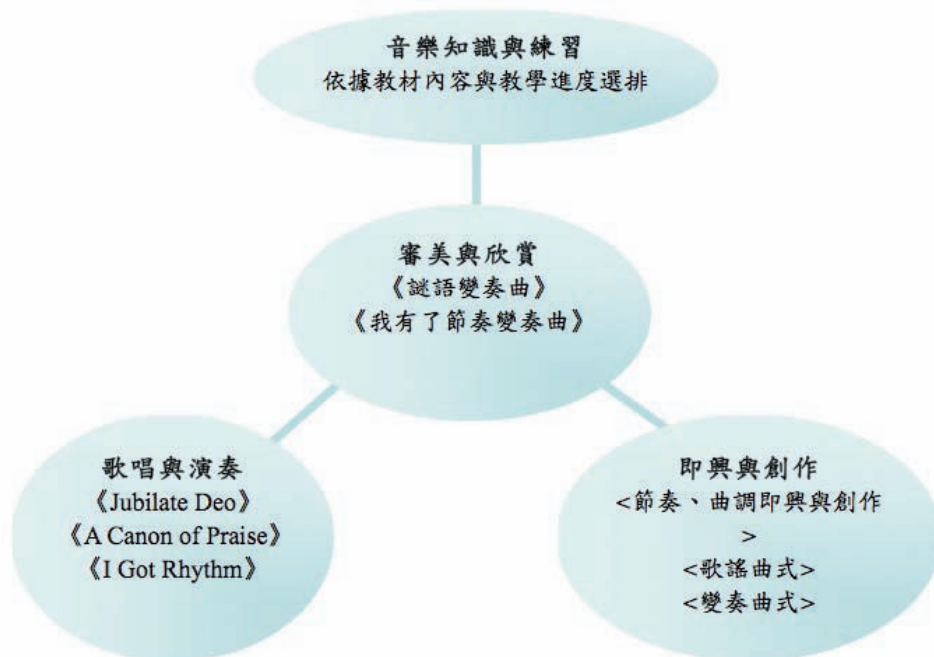 音樂知識與練習
依據教材內容與教學進度選排
審美與欣賞
《謎語變奏曲》
《我有了節奏變奏曲》
歌唱與演奏
《Jubilate Deo》
《A Canon of Praise》
《I Got Rhythm》
即興與創作
<節奏、曲調即興與創作
>
<歌謠曲式>
<變奏曲式>